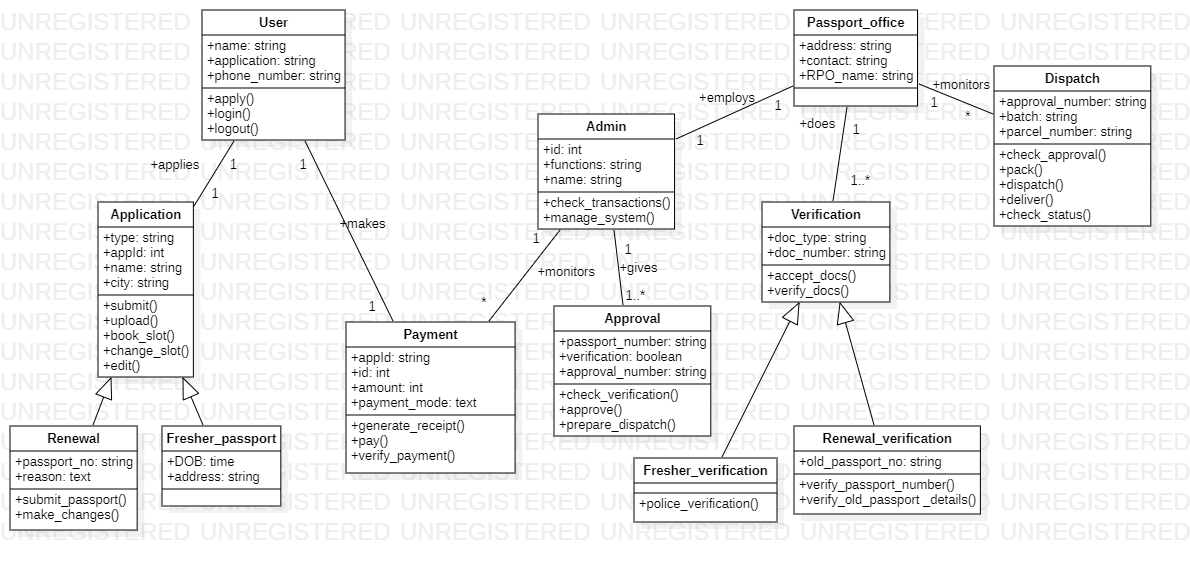 User
+name: string
+application: string
+phone_number: string
+apply()
+login()
+logout()
+applies
1
1
Application
+type: string
+appId: int
+name: string
+city: string
+submit()
+upload()
+book_slot()
+change_slot()
+edit()
Renewal
+passport_no: string
+reason: text
+submit_passport()
+make_changes()
Fresher_passport
+DOB: time
+address: string
1
+makes
1
Payment
+appId: string
+id: int
+amount: int
+payment_mode: text
+generate_receipt()
+pay()
+verify_payment()
Admin
+id: int
+functions: string
+name: string
+check_transactions()
+manage_system()
1
+monitors
*
1
+gives
1..*
Approval
+passport_number: string
+verification: boolean
+approval_number: string
+check_verification()
+approve()
+prepare_dispatch()
Passport_office
+address: string
+contact: string
+RPO_name: string
+employs
1
1
+does
1
1..*
+monitors
1
*
Dispatch
+approval_number: string
+batch: string
+parcel_number: string
+check_approval()
+pack()
+dispatch()
+deliver()
+check_status()
Verification
+doc_type: string
+doc_number: string
+accept_docs()
+verify_docs()
Fresher_verification
+police_verification()
Renewal_verification
+old_passport_no: string
+verify_passport_number()
+verify_old_passport _details()
UNREGISTERED